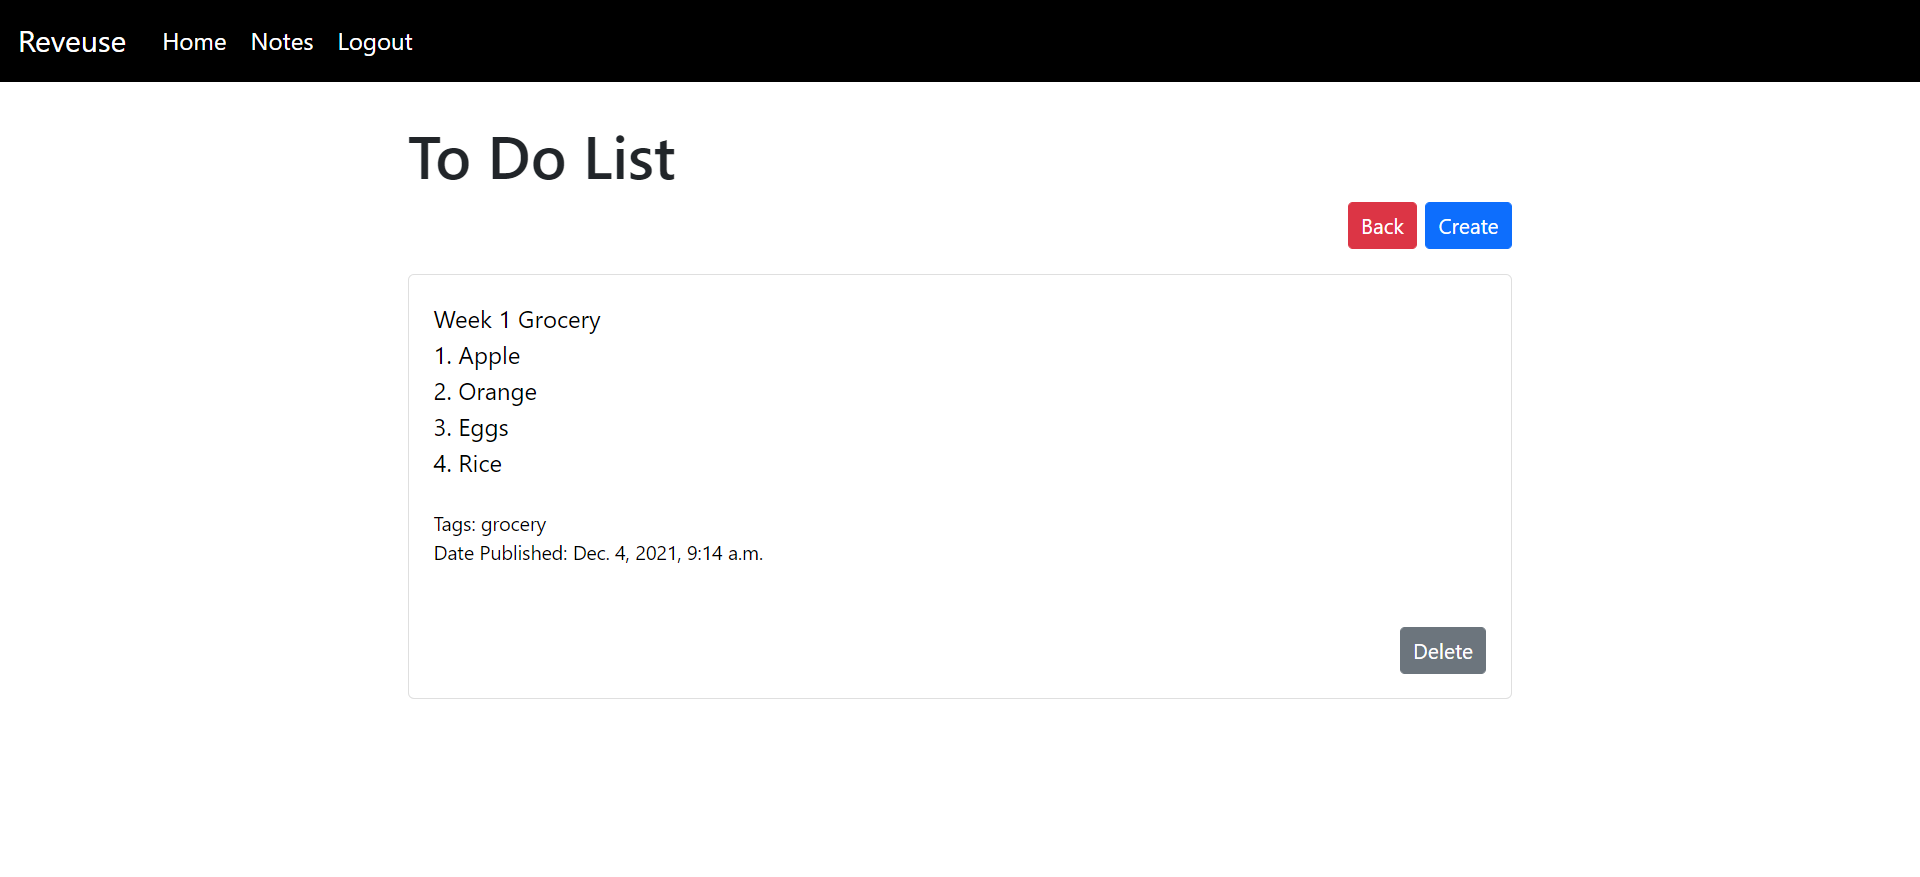 Reveuse Home Notes Logout
To Do List
Back Create
Week 1 Grocery
1. Apple
2. Orange
3. Eggs
4. Rice
Tags: grocery
Date Published: Dec. 4, 2021, 9:14 a.m.
Delete